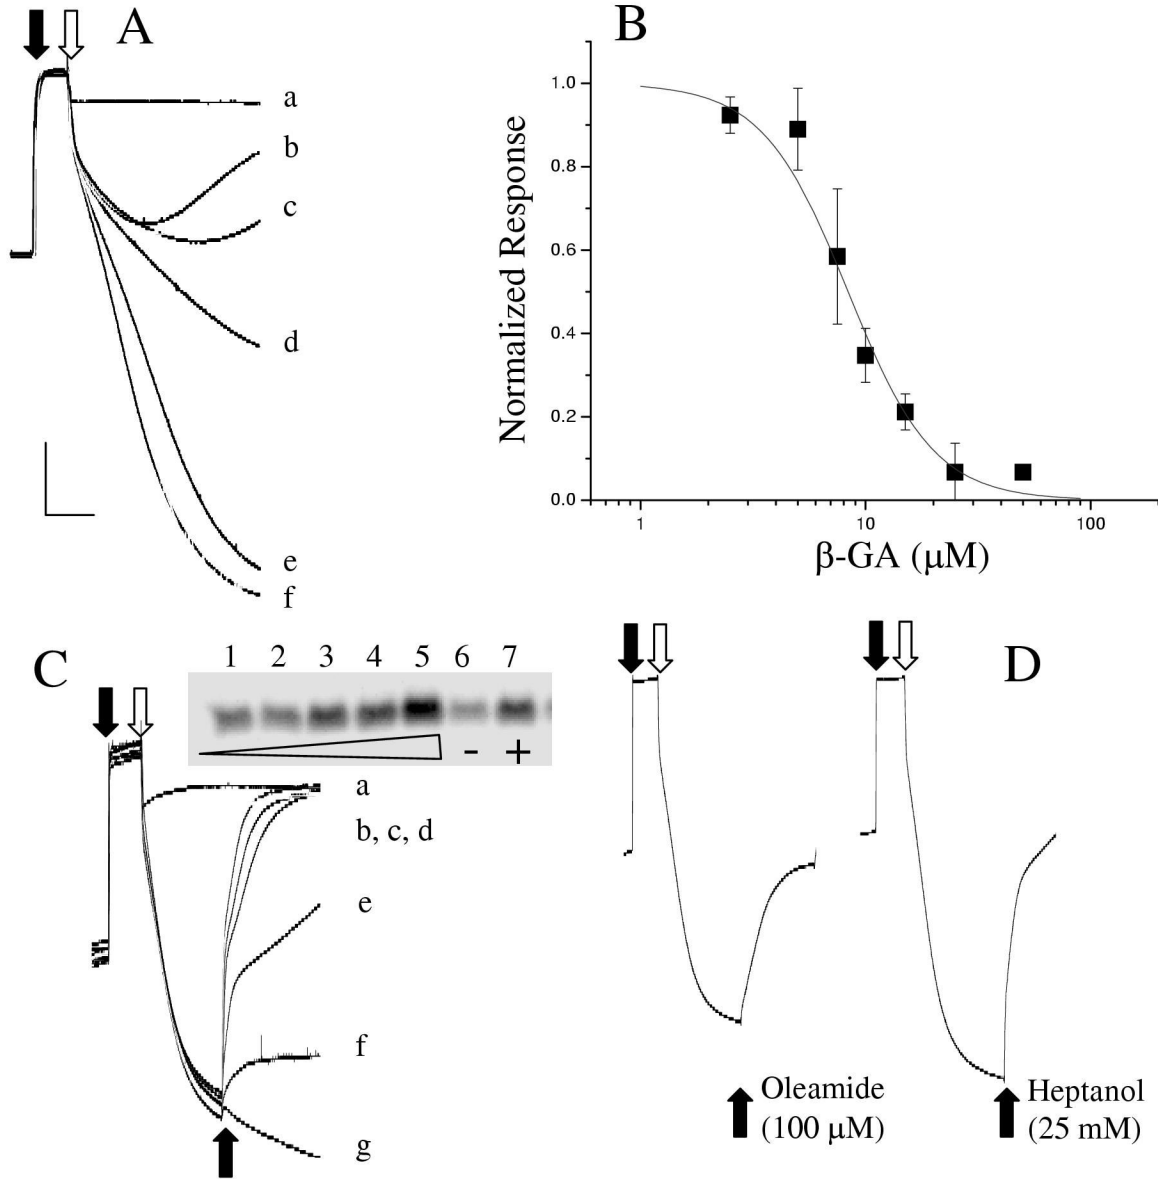 A
a
b
c
d
e
f
B
Normalized Response
1.0
0.8
0.6
0.4
0.2
0.0
1
10
100
β-GA (μM)
C
1 2 3 4 5 6 7
- +
a
b, c, d
e
f
g
D
Oleamide
(100 μM)
Heptanol
(25 mM)